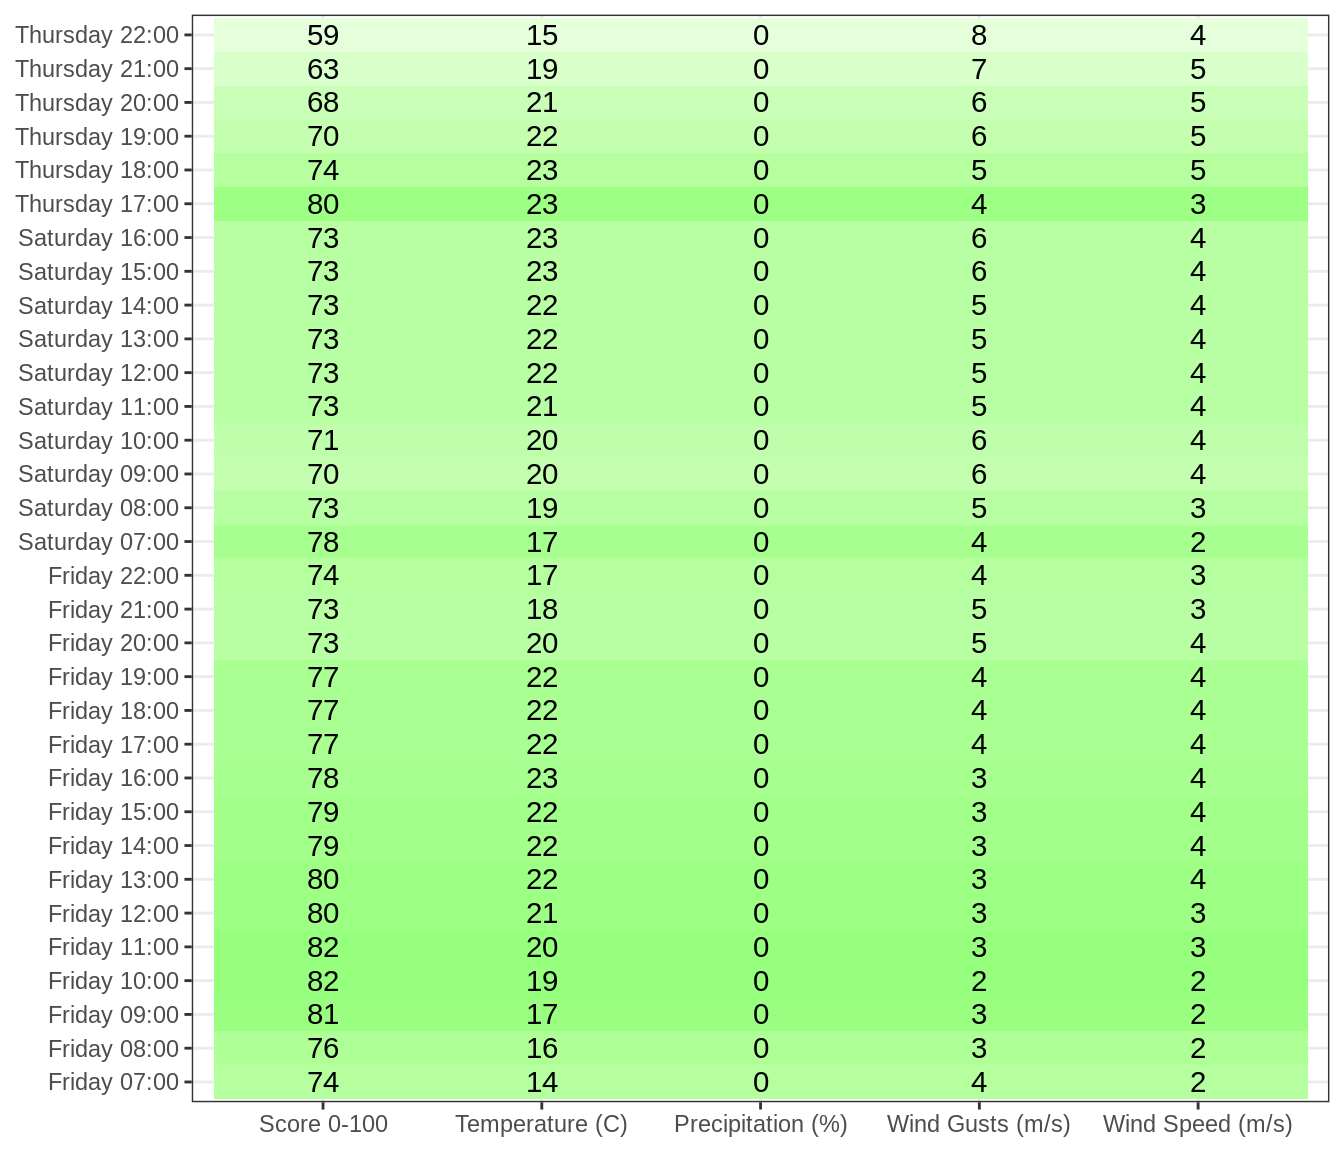 Thursday 22:00 59 15 0 8 4
Thursday 21:00 63 19 0 7 5
Thursday 20:00 68 21 0 6 5
Thursday 19:00 70 22 0 6 5
Thursday 18:00 74 23 0 5 5
Thursday 17:00 80 23 0 4 3
Saturday 16:00 73 23 0 6 4
Saturday 15:00 73 23 0 6 4
Saturday 14:00 73 22 0 5 4
Saturday 13:00 73 22 0 5 4
Saturday 12:00 73 22 0 5 4
Saturday 11:00 73 21 0 5 4
Saturday 10:00 71 20 0 6 4
Saturday 09:00 70 20 0 6 4
Saturday 08:00 73 19 0 5 3
Saturday 07:00 78 17 0 4 2
Friday 22:00 74 17 0 4 3
Friday 21:00 73 18 0 5 3
Friday 20:00 73 20 0 5 4
Friday 19:00 77 22 0 4 4
Friday 18:00 77 22 0 4 4
Friday 17:00 77 22 0 4 4
Friday 16:00 78 23 0 3 4
Friday 15:00 79 22 0 3 4
Friday 14:00 79 22 0 3 4
Friday 13:00 80 22 0 3 4
Friday 12:00 80 21 0 3 3
Friday 11:00 82 20 0 3 3
Friday 10:00 82 19 0 2 2
Friday 09:00 81 17 0 3 2
Friday 08:00 76 16 0 3 2
Friday 07:00 74 14 0 4 2
Score 0-100 Temperature (C) Precipitation (%) Wind Gusts (m/s) Wind Speed (m/s)